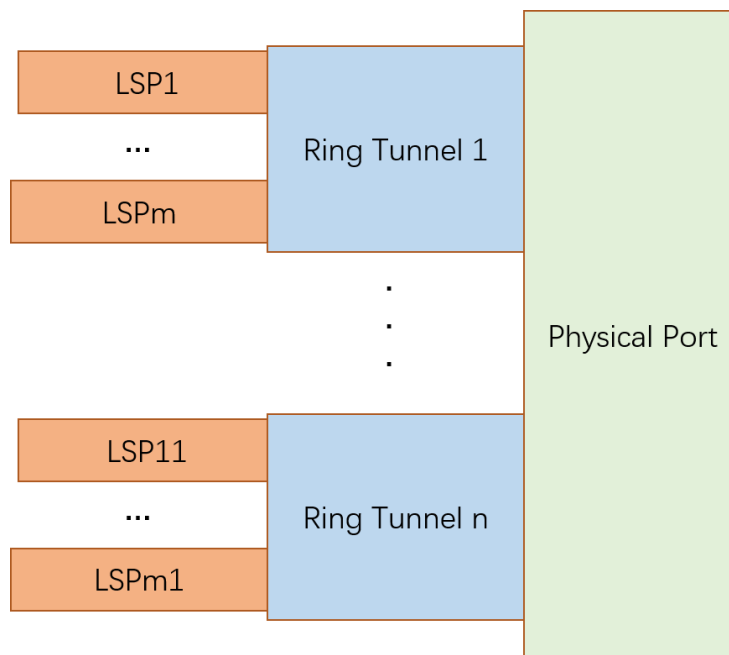 LSP1
...
LSPm
Ring Tunnel 1
.
.
.
Physical Port
LSP11
...
LSPm1
Ring Tunnel n